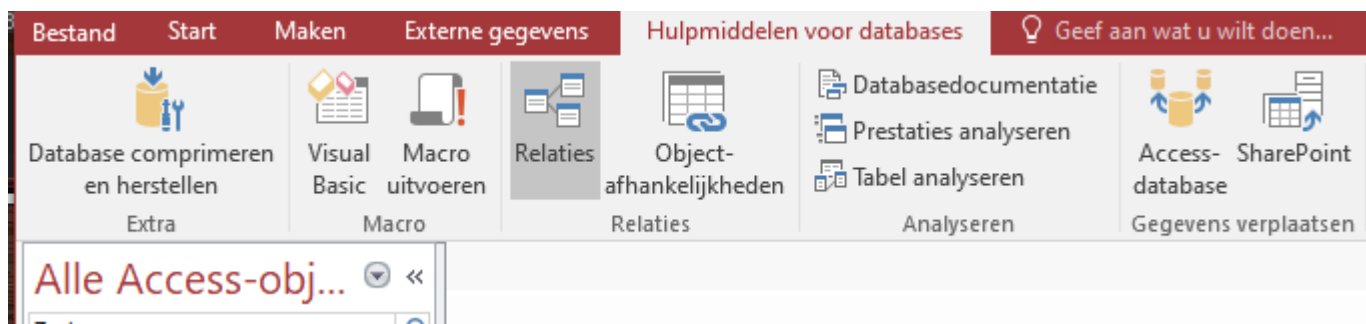 Bestand Start Maken Externe gegevens Hulpmiddelen voor databases Geef aan wat u wilt doen...
Database comprimeren
en herstellen
Visual
Basic
Macro
uitvoeren
Relaties
Object-
afhankelijkheden
Databasedocumentatie
Prestaties analyseren
Tabel analyseren
Access-
database
SharePoint
Extra Macro Relaties Analyseren Gegevens verplaatsen
Alle Access-obj...